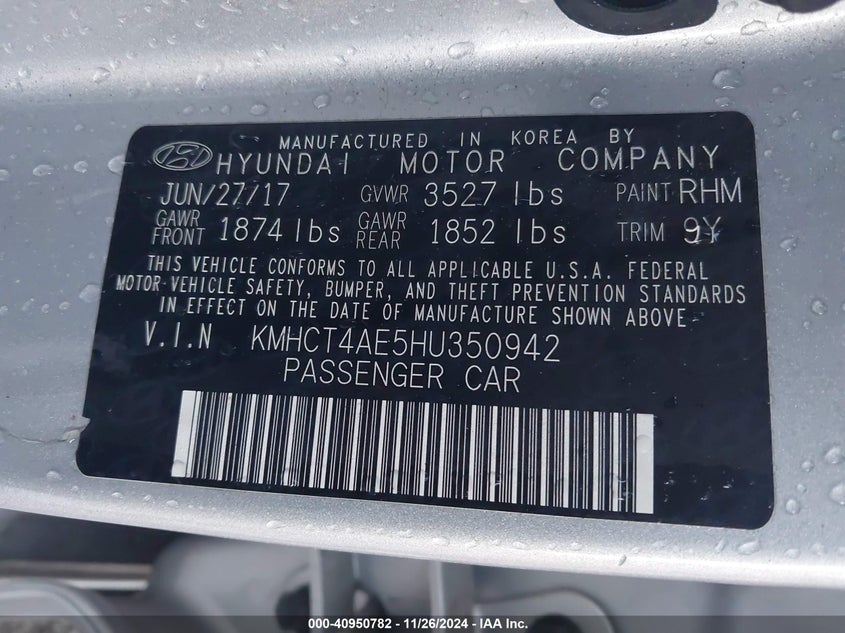 MANUFACTURED IN KOREA BY
HYUNDAI MOTOR COMPANY
JUN/27/17 GVWR 3527 lbs PAINT RHM
GAWR FRONT 1874 lbs GAWR REAR 1852 lbs TRIM 9Y
THIS VEHICLE CONFORMS TO ALL APPLICABLE U.S.A. FEDERAL
MOTOR VEHICLE SAFETY, BUMPER, AND THEFT PREVENTION STANDARDS
IN EFFECT ON THE DATE OF MANUFACTURE SHOWN ABOVE.
V.I.N KMHCT4AE5HU350942
PASSENGER CAR
000-40950782 - 11/26/2024 - IAA Inc.